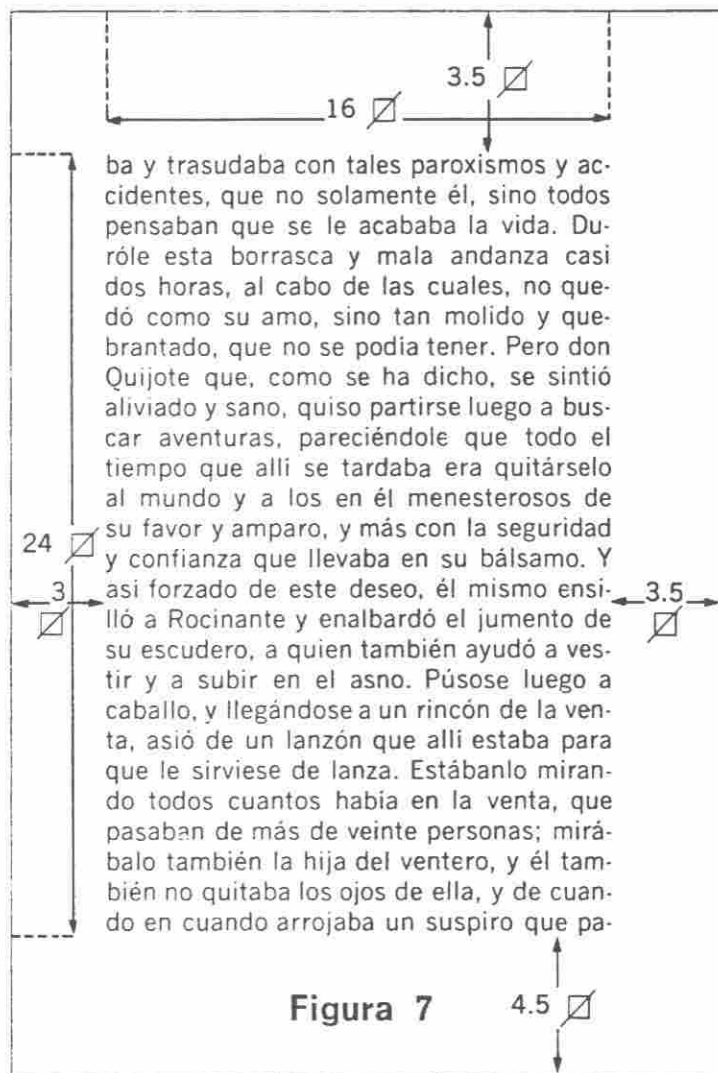 3.5
16
ba y trasudaba con tales paroxismos y ac-
cidentes, que no solamente él, sino todos
pensaban que se le acababa la vida. Du-
róle esta borrasca y mala andanza casi
dos horas, al cabo de las cuales, no que-
dó como su amo, sino tan molido y que-
brantado, que no se podia tener. Pero don
Quijote que, como se ha dicho, se sintió
aliviado y sano, quiso partirse luego a bus-
car aventuras, pareciéndole que todo el
tiempo que alli se tardaba era quitárselo
al mundo y a los en él menesterosos de
su favor y amparo, y más con la seguridad
24
y confianza que llevaba en su bálsamo. Y
asi forzado de este deseo, él mismo ensi-
3
3.5
lló a Rocinante y enalbardó el jumento de
su escudero, a quien también ayudó a ves-
tir y a subir en el asno. Púsose luego a
caballo, y llegándose a un rincón de la ven-
ta, asió de un lanzón que alli estaba para
que le sirviese de lanza. Estábanlo miran-
do todos cuantos habia en la venta, que
pasaban de más de veinte personas; mirá-
balo también la hija del ventero, y él tam-
bién no quitaba los ojos de ella, y de cuan-
do en cuando arrojaba un suspiro que pa-
Figura 7
4.5